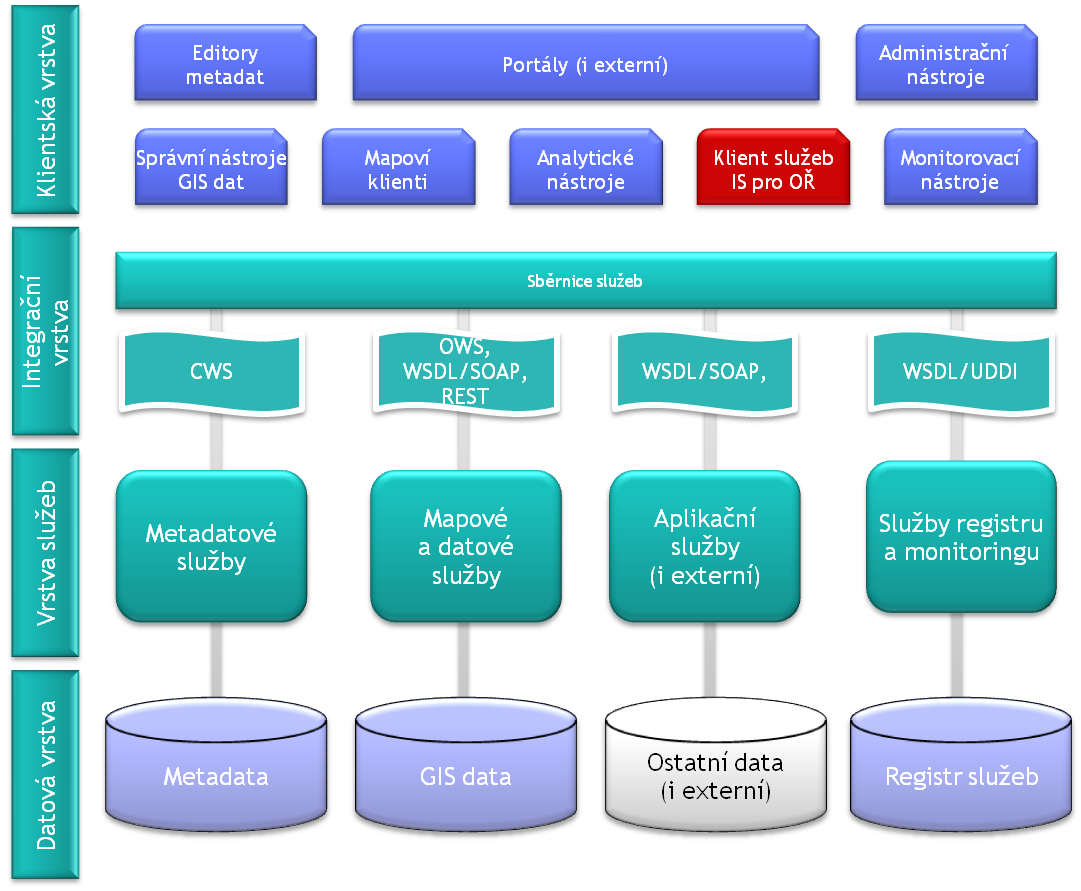 Klientská vrstva
Editory
metadat
Portály (i externí)
Administrační
nástroje
Správní nástroje
GIS dat
Mapoví
klienti
Analytické
nástroje
Klient služeb
IS pro OŘ
Monitorovací
nástroje
Integrační
vrstva
Sběrnice služeb
CWS
OWS,
WSDL/SOAP,
REST
WSDL/SOAP,
WSDL/UDDI
Vrstva služeb
Metadatové
služby
Mapové
a datové
služby
Aplikační
služby
(i externí)
Služby registru
a monitoringu
Datová vrstva
Metadata
GIS data
Ostatní data
(i externí)
Registr služeb